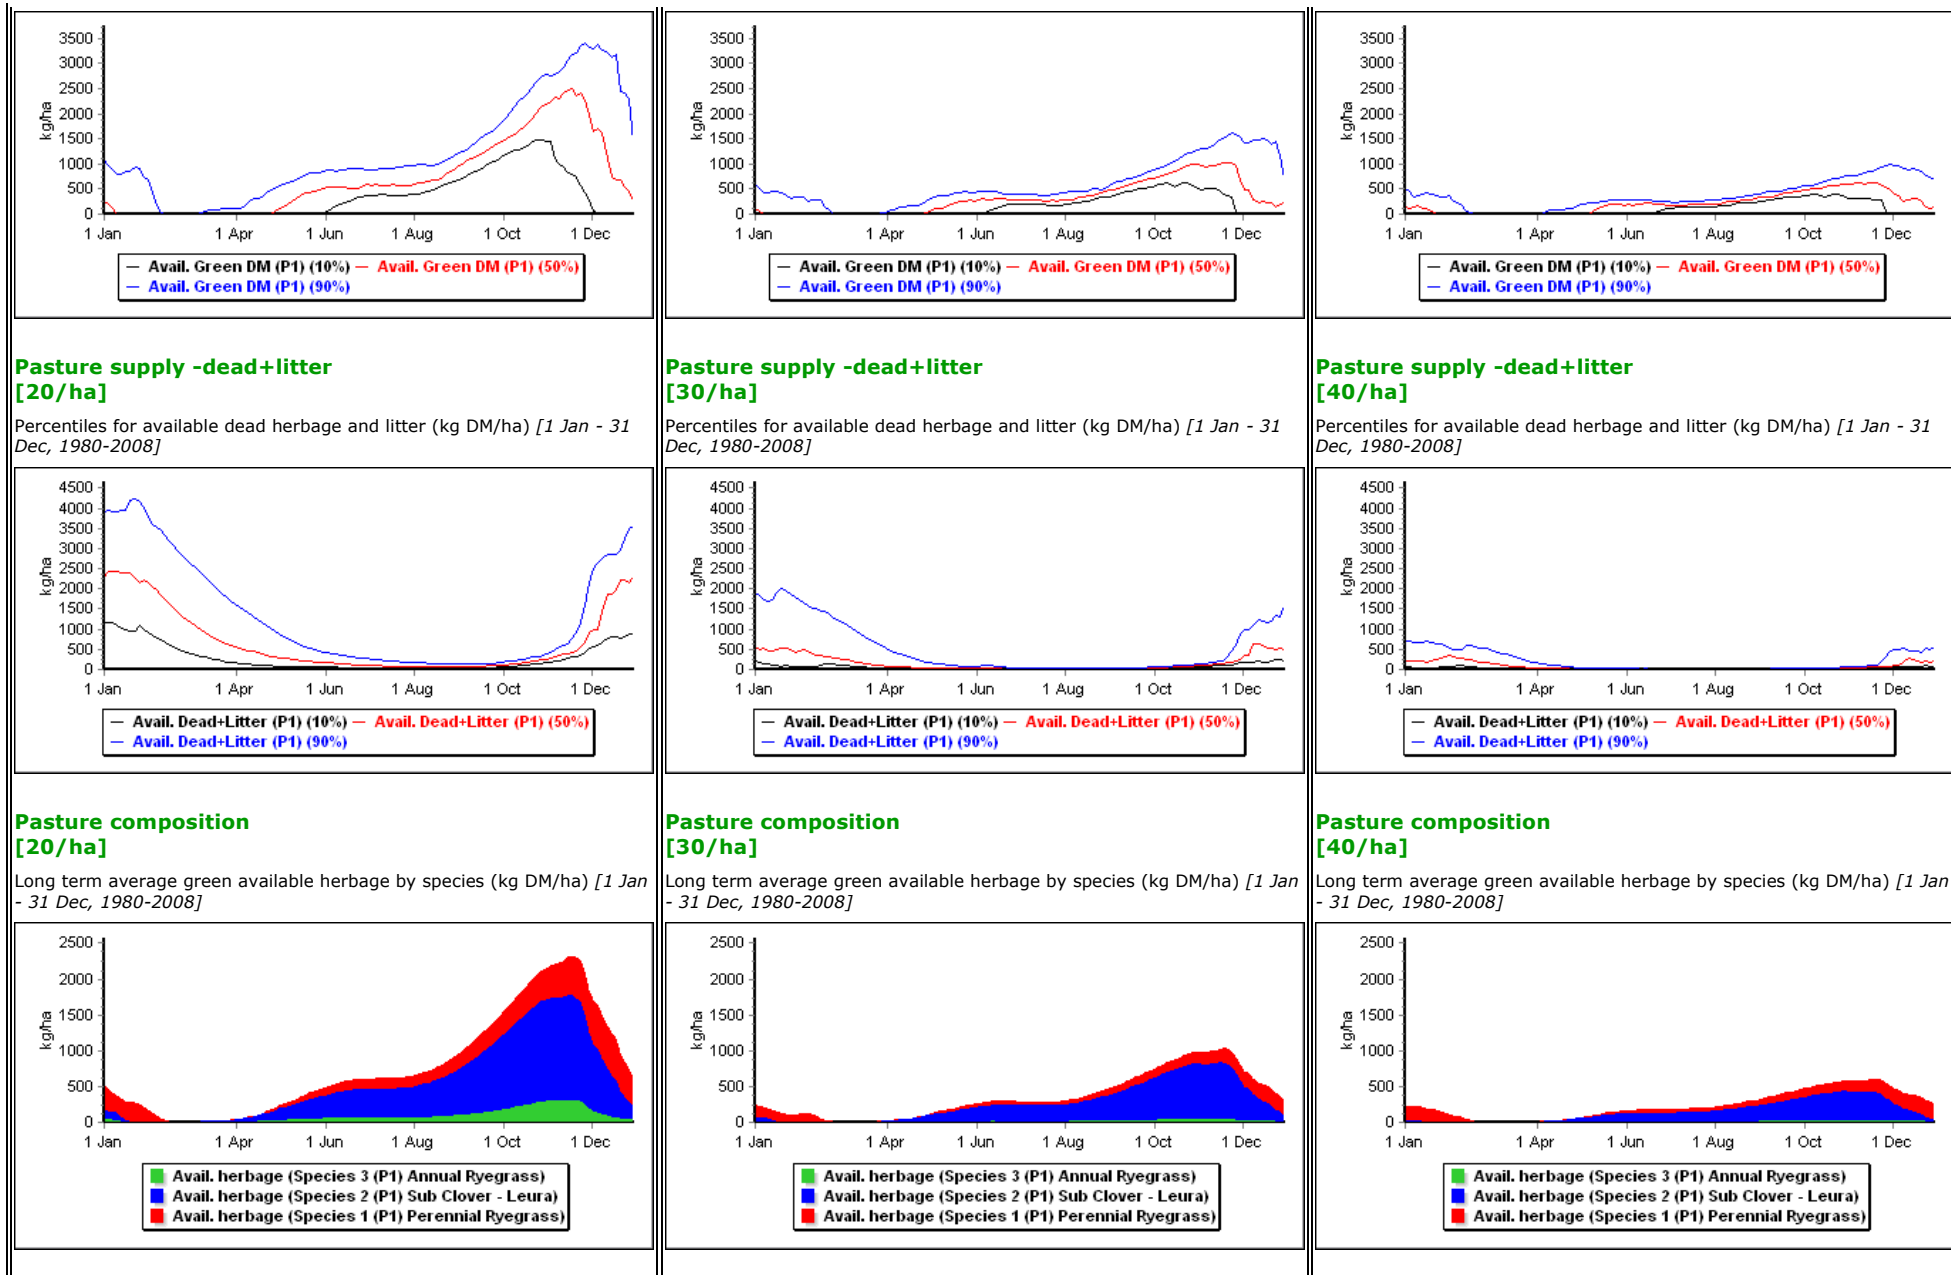 3500
3000
2500
2000
1500
1000
500
0
kg/ha
1 Jan 1 Apr 1 Jun 1 Aug 1 Oct 1 Dec
— Avail. Green DM (P1) (10%) — Avail. Green DM (P1) (50%)
— Avail. Green DM (P1) (90%)
3500
3000
2500
2000
1500
1000
500
0
kg/ha
1 Jan 1 Apr 1 Jun 1 Aug 1 Oct 1 Dec
— Avail. Green DM (P1) (10%) — Avail. Green DM (P1) (50%)
— Avail. Green DM (P1) (90%)
3500
3000
2500
2000
1500
1000
500
0
kg/ha
1 Jan 1 Apr 1 Jun 1 Aug 1 Oct 1 Dec
— Avail. Green DM (P1) (10%) — Avail. Green DM (P1) (50%)
— Avail. Green DM (P1) (90%)
Pasture supply -dead+litter
[20/ha]
Percentiles for available dead herbage and litter (kg DM/ha) [1 Jan - 31
Dec, 1980-2008]
4500
4000
3500
3000
2500
2000
1500
1000
500
0
kg/ha
1 Jan 1 Apr 1 Jun 1 Aug 1 Oct 1 Dec
— Avail. Dead+Litter (P1) (10%) — Avail. Dead+Litter (P1) (50%)
— Avail. Dead+Litter (P1) (90%)
Pasture supply -dead+litter
[30/ha]
Percentiles for available dead herbage and litter (kg DM/ha) [1 Jan - 31
Dec, 1980-2008]
4500
4000
3500
3000
2500
2000
1500
1000
500
0
kg/ha
1 Jan 1 Apr 1 Jun 1 Aug 1 Oct 1 Dec
— Avail. Dead+Litter (P1) (10%) — Avail. Dead+Litter (P1) (50%)
— Avail. Dead+Litter (P1) (90%)
Pasture supply -dead+litter
[40/ha]
Percentiles for available dead herbage and litter (kg DM/ha) [1 Jan - 31
Dec, 1980-2008]
4500
4000
3500
3000
2500
2000
1500
1000
500
0
kg/ha
1 Jan 1 Apr 1 Jun 1 Aug 1 Oct 1 Dec
— Avail. Dead+Litter (P1) (10%) — Avail. Dead+Litter (P1) (50%)
— Avail. Dead+Litter (P1) (90%)
Pasture composition
[20/ha]
Long term average green available herbage by species (kg DM/ha) [1 Jan
- 31 Dec, 1980-2008]
2500
2000
1500
1000
500
0
kg/ha
1 Jan 1 Apr 1 Jun 1 Aug 1 Oct 1 Dec
Avail. herbage (Species 3 (P1) Annual Ryegrass)
Avail. herbage (Species 2 (P1) Sub Clover - Leura)
Avail. herbage (Species 1 (P1) Perennial Ryegrass)
Pasture composition
[30/ha]
Long term average green available herbage by species (kg DM/ha) [1 Jan
- 31 Dec, 1980-2008]
2500
2000
1500
1000
500
0
kg/ha
1 Jan 1 Apr 1 Jun 1 Aug 1 Oct 1 Dec
Avail. herbage (Species 3 (P1) Annual Ryegrass)
Avail. herbage (Species 2 (P1) Sub Clover - Leura)
Avail. herbage (Species 1 (P1) Perennial Ryegrass)
Pasture composition
[40/ha]
Long term average green available herbage by species (kg DM/ha) [1 Jan
- 31 Dec, 1980-2008]
2500
2000
1500
1000
500
0
kg/ha
1 Jan 1 Apr 1 Jun 1 Aug 1 Oct 1 Dec
Avail. herbage (Species 3 (P1) Annual Ryegrass)
Avail. herbage (Species 2 (P1) Sub Clover - Leura)
Avail. herbage (Species 1 (P1) Perennial Ryegrass)